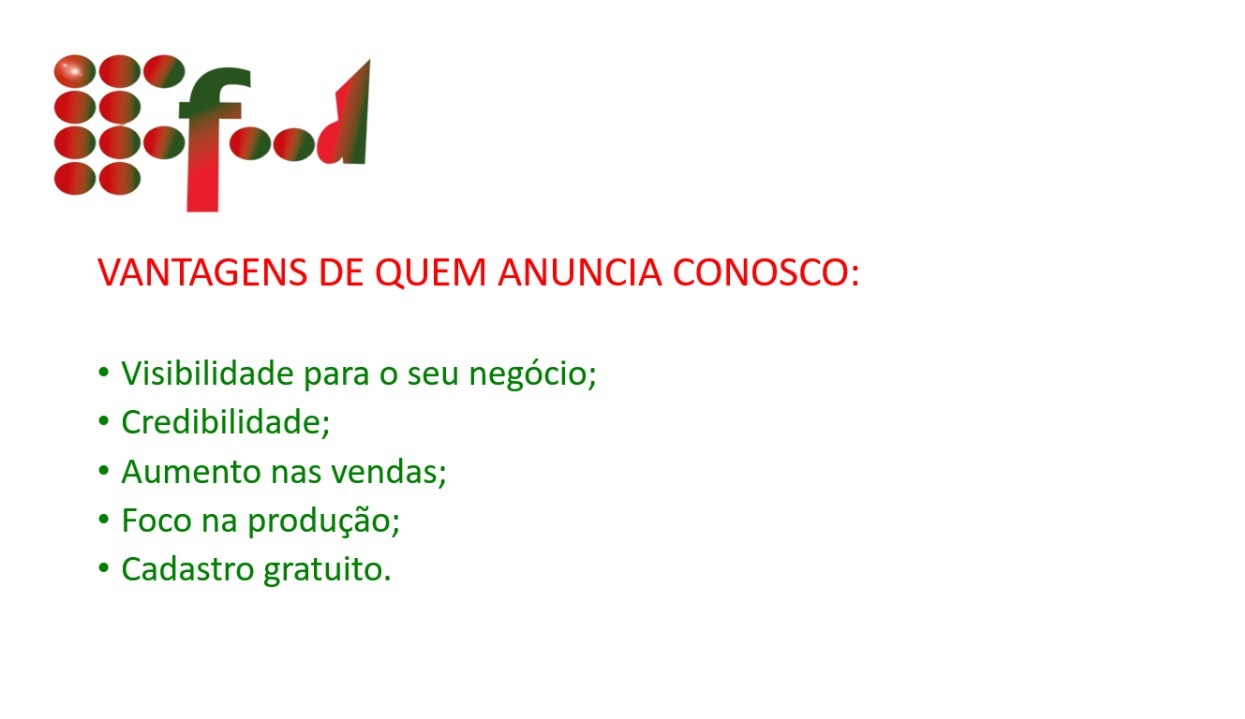 food
VANTAGENS DE QUEM ANUNCIA CONOSCO:
• Visibilidade para o seu negócio;
• Credibilidade;
• Aumento nas vendas;
• Foco na produção;
• Cadastro gratuito.